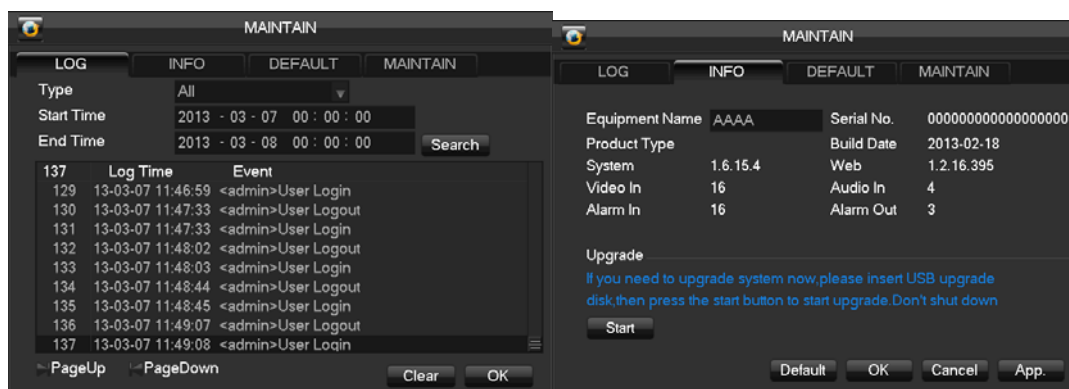 MAINTAIN
LOG INFO DEFAULT MAINTAIN
Type All
Start Time 2013 - 03 - 07 00 : 00 : 00
End Time 2013 - 03 - 08 00 : 00 : 00 Search
137 Log Time Event
129 13-03-07 11:46:59 <admin>User Login
130 13-03-07 11:47:33 <admin>User Logout
131 13-03-07 11:47:33 <admin>User Login
132 13-03-07 11:48:02 <admin>User Logout
133 13-03-07 11:48:03 <admin>User Login
134 13-03-07 11:48:44 <admin>User Logout
135 13-03-07 11:48:45 <admin>User Login
136 13-03-07 11:49:07 <admin>User Logout
137 13-03-07 11:49:08 <admin>User Login
PageUp PageDown
Clear OK
MAINTAIN
LOG INFO DEFAULT MAINTAIN
Equipment Name AAAA Serial No. 000000000000000000
Product Type Build Date 2013-02-18
System 1.6.15.4 Web 1.2.16.395
Video In 16 Audio In 4
Alarm In 16 Alarm Out 3
Upgrade
If you need to upgrade system now,please insert USB upgrade
disk,then press the start button to start upgrade.Don't shut down
Start
Default OK Cancel App.